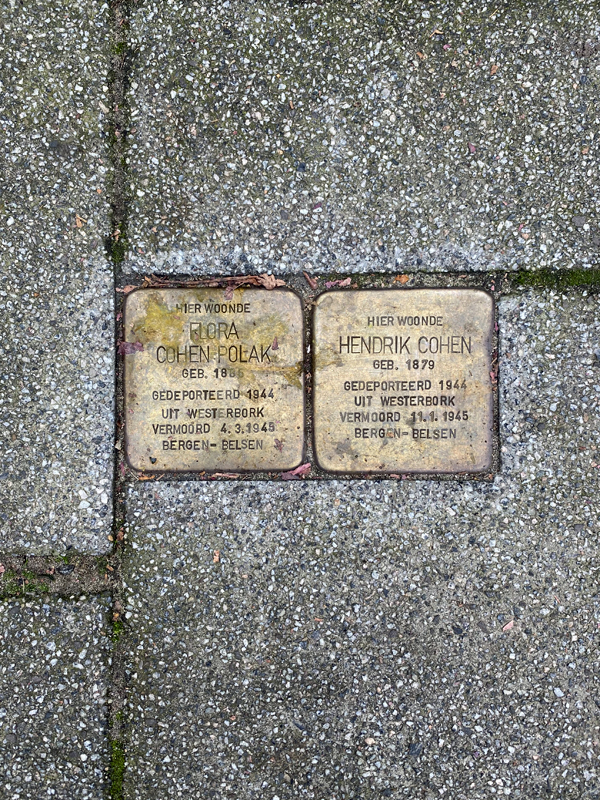 HIER WOONDE
FLORA
COHEN-POLAK
GEB.
GEDEPORTEERD 1944
UIT WESTERBORK
VERMOORD 4.3.1945
BERGEN-BELSEN
HIER WOONDE
HENDRIK COHEN
GEB. 1879
GEDEPORTEERD 1944
UIT WESTERBORK
VERMOORD 11.1.1945
BERGEN-BELSEN